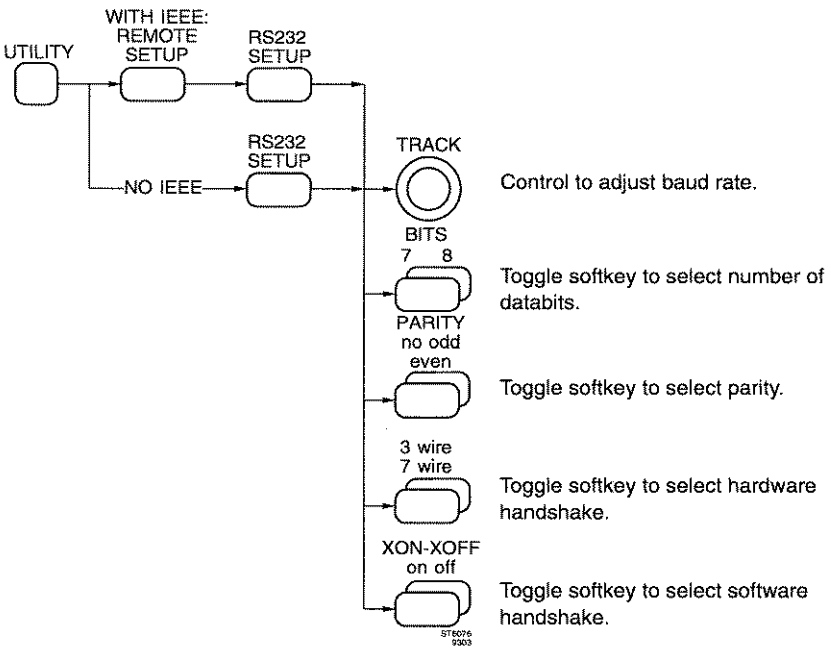 WITH IEEE:
REMOTE
SETUP
RS232
SETUP
UTILITY
RS232
SETUP
NO IEEE
TRACK
Control to adjust baud rate.
BITS
7 8
Toggle softkey to select number of
databits.
PARITY
no odd
even
Toggle softkey to select parity.
3 wire
7 wire
Toggle softkey to select hardware
handshake.
XON-XOFF
on off
Toggle softkey to select software
handshake.
ST6076
9303